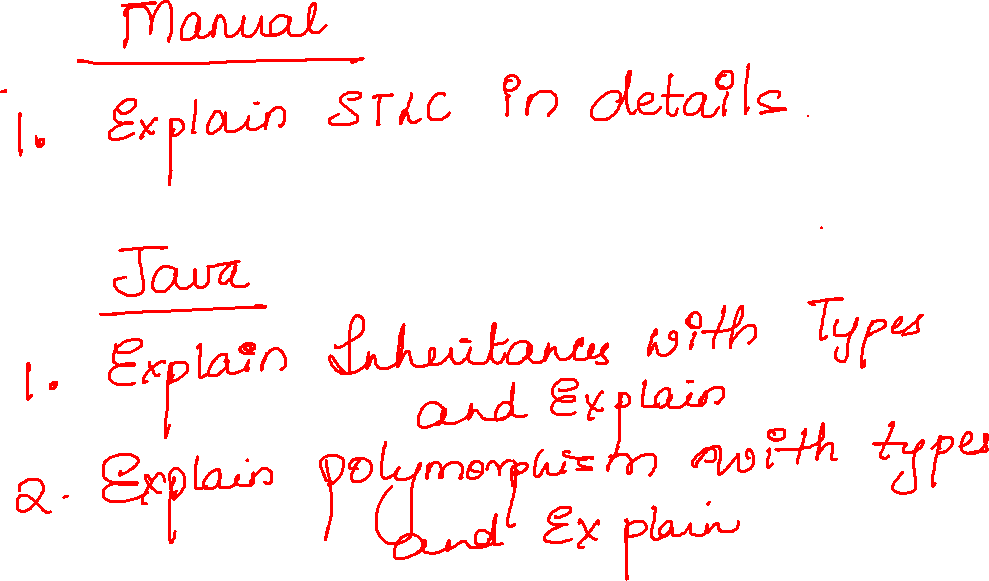 Manual
1. Explain STLC in details.
Java
1. Explain Inheritances with Types
and Explain
2. Explain polymorphism with types
and Explain